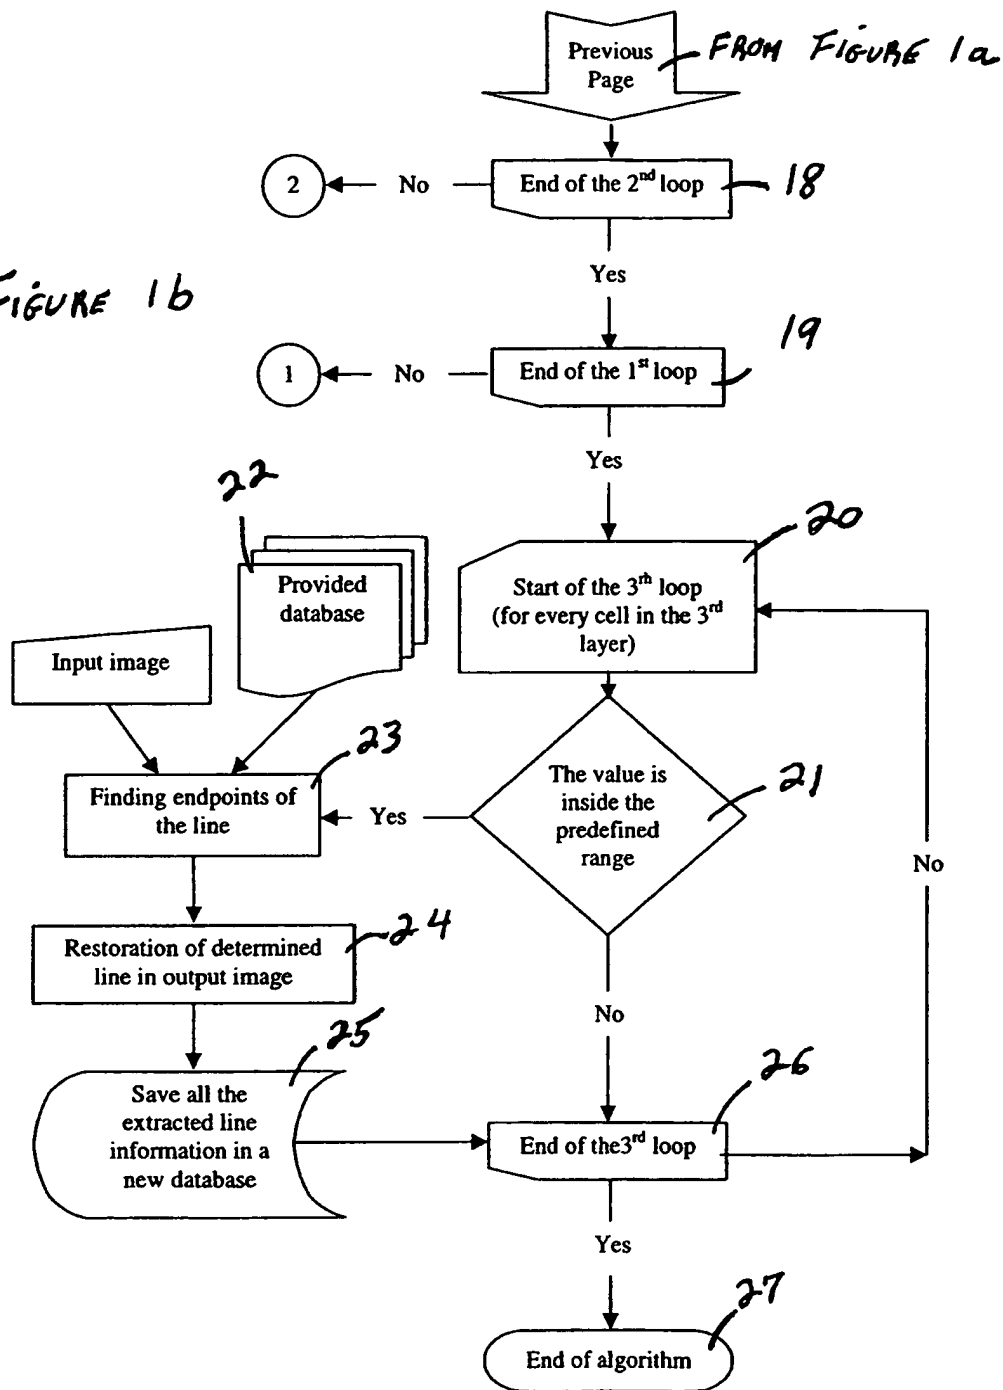 Previous
Page
FROM FIGURE 1a
2
No
End of the 2nd loop
18
Yes
FIGURE 1b
19
1
No
End of the 1st loop
Yes
22
20
Provided
database
Start of the 3rh loop
(for every cell in the 3rd
layer)
Input image
23
Finding endpoints of
the line
Yes
The value is
inside the
predefined
range
21
No
24
Restoration of determined
line in output image
No
25
Save all the
extracted line
information in a
new database
26
End of the3rd loop
Yes
27
End of algorithm